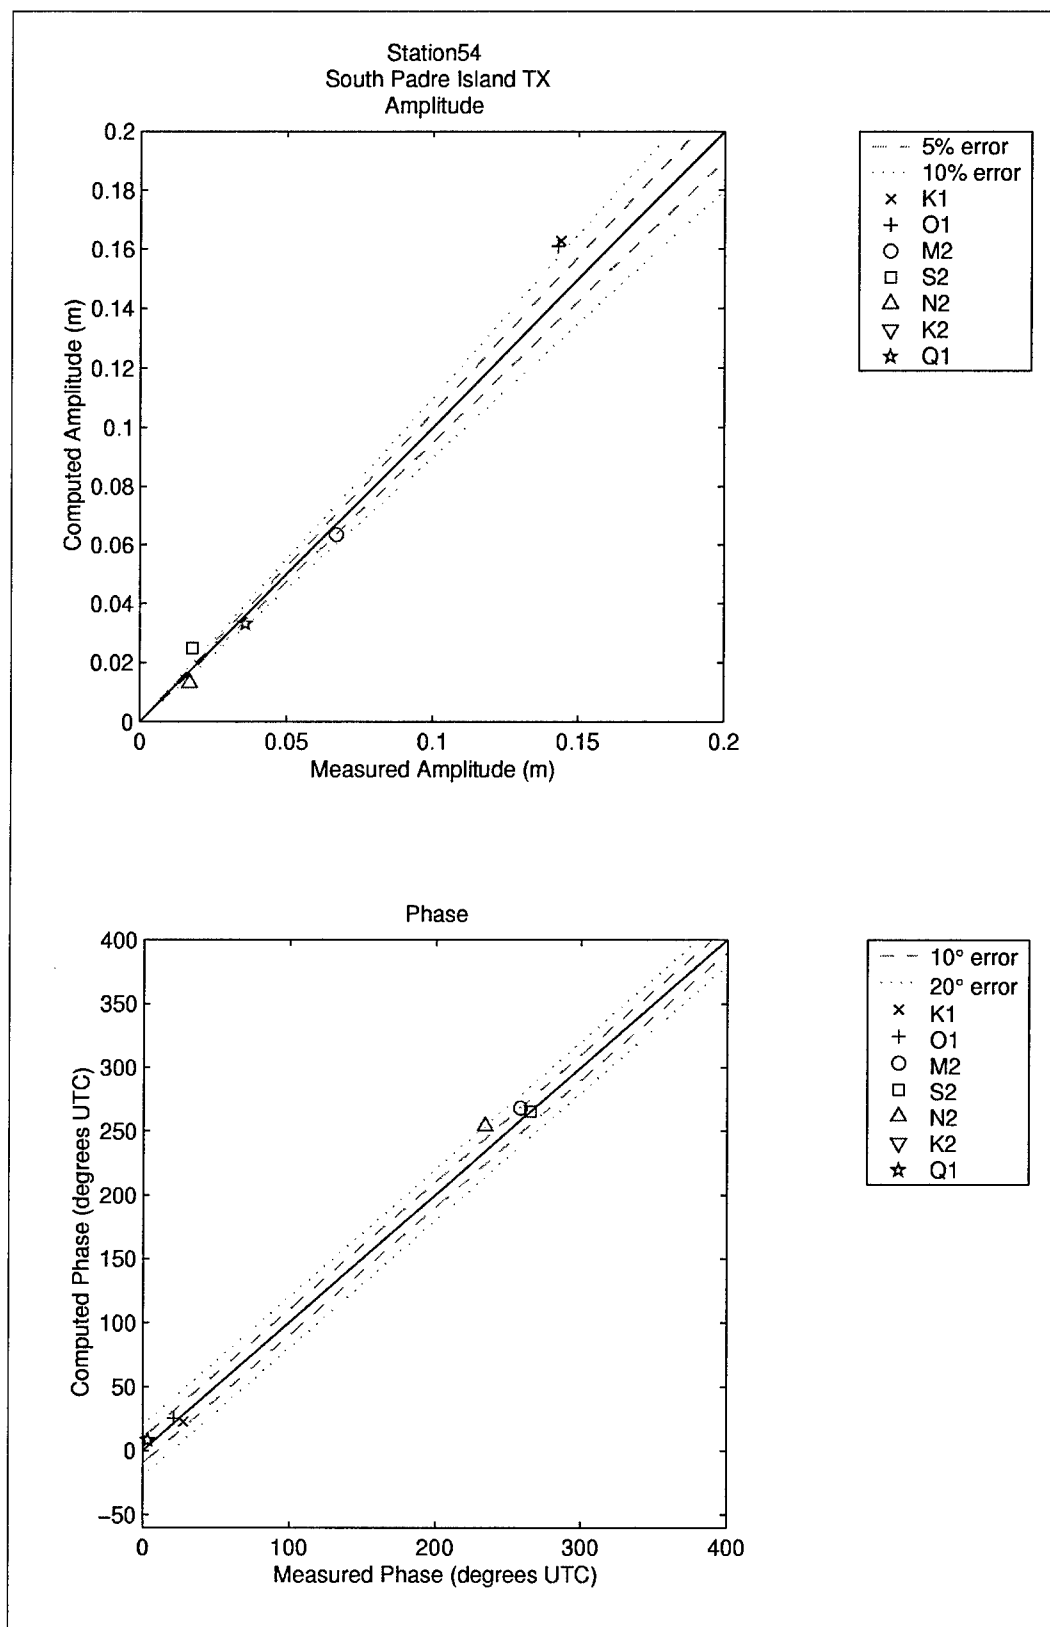 Station54
South Padre Island TX
Amplitude
0.2
0.18
0.16
0.14
0.12
0.1
0.08
0.06
0.04
0.02
0
Computed Amplitude (m)
0 0.05 0.1 0.15 0.2
Measured Amplitude (m)
5% error
10% error
K1
O1
M2
S2
N2
K2
Q1
Phase
400
350
300
250
200
150
100
50
0
−50
Computed Phase (degrees UTC)
0 100 200 300 400
Measured Phase (degrees UTC)
10° error
20° error
K1
O1
M2
S2
N2
K2
Q1